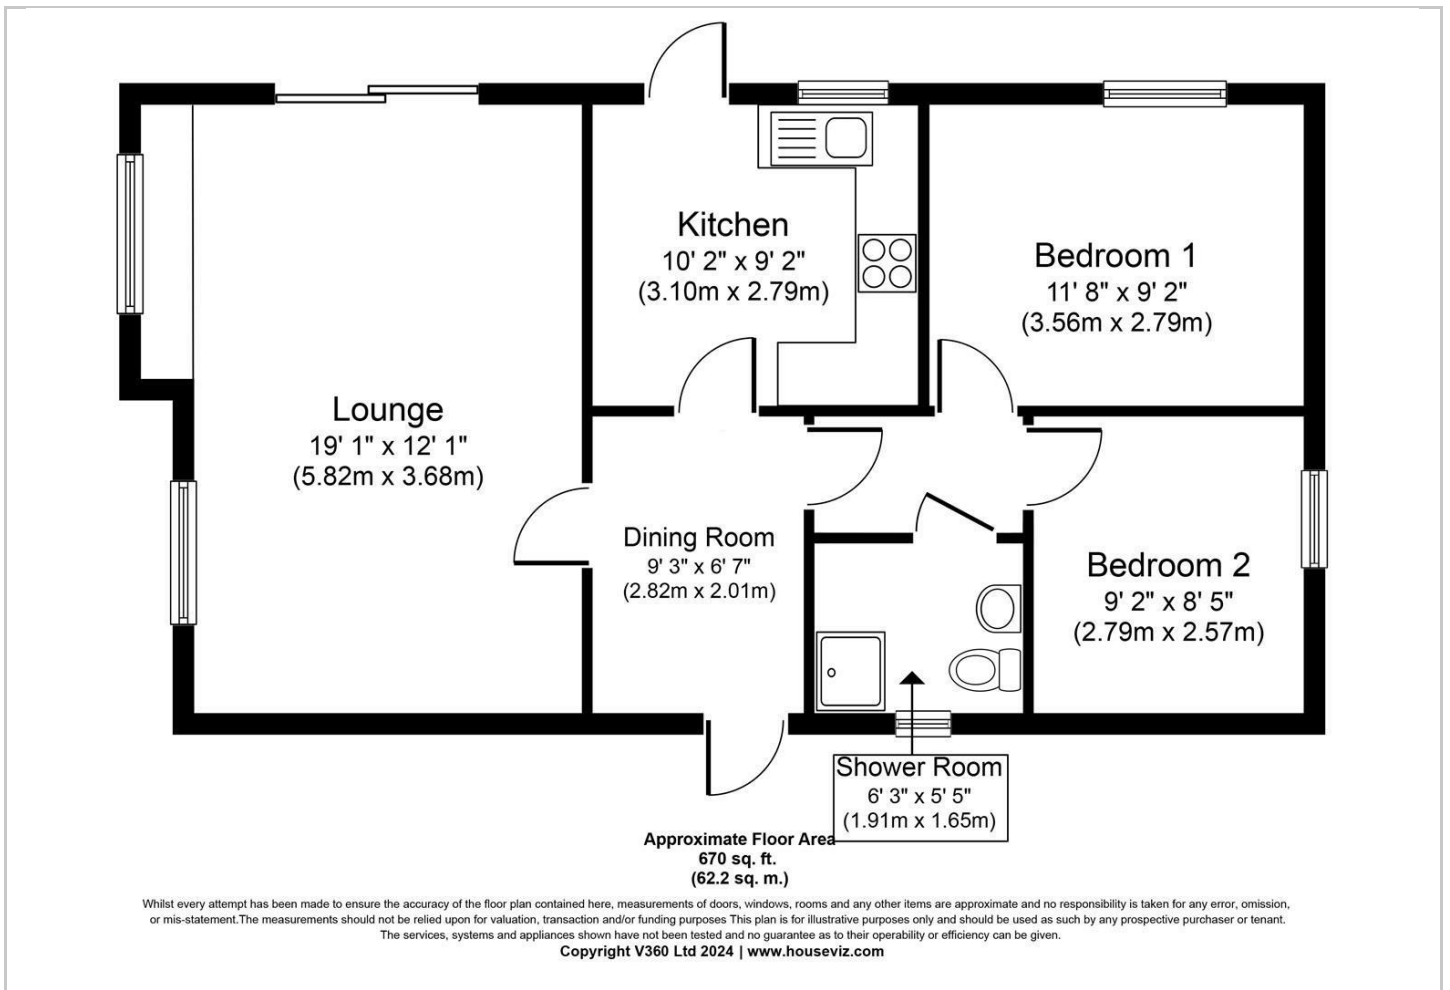 Kitchen
10' 2" x 9' 2"
(3.10m x 2.79m)
Bedroom 1
11' 8" x 9' 2"
(3.56m x 2.79m)
Lounge
19' 1" x 12' 1"
(5.82m x 3.68m)
Dining Room
9' 3" x 6' 7"
(2.82m x 2.01m)
Bedroom 2
9' 2" x 8' 5"
(2.79m x 2.57m)
Shower Room
6' 3" x 5' 5"
(1.91m x 1.65m)
Approximate Floor Area
670 sq. ft.
(62.2 sq. m.)
Whilst every attempt has been made to ensure the accuracy of the floor plan contained here, measurements of doors, windows, rooms and any other items are approximate and no responsibility is taken for any error, omission,
or mis-statement.The measurements should not be relied upon for valuation, transaction and/or funding purposes This plan is for illustrative purposes only and should be used as such by any prospective purchaser or tenant.
The services, systems and appliances shown have not been tested and no guarantee as to their operability or efficiency can be given.
Copyright V360 Ltd 2024 | www.houseviz.com